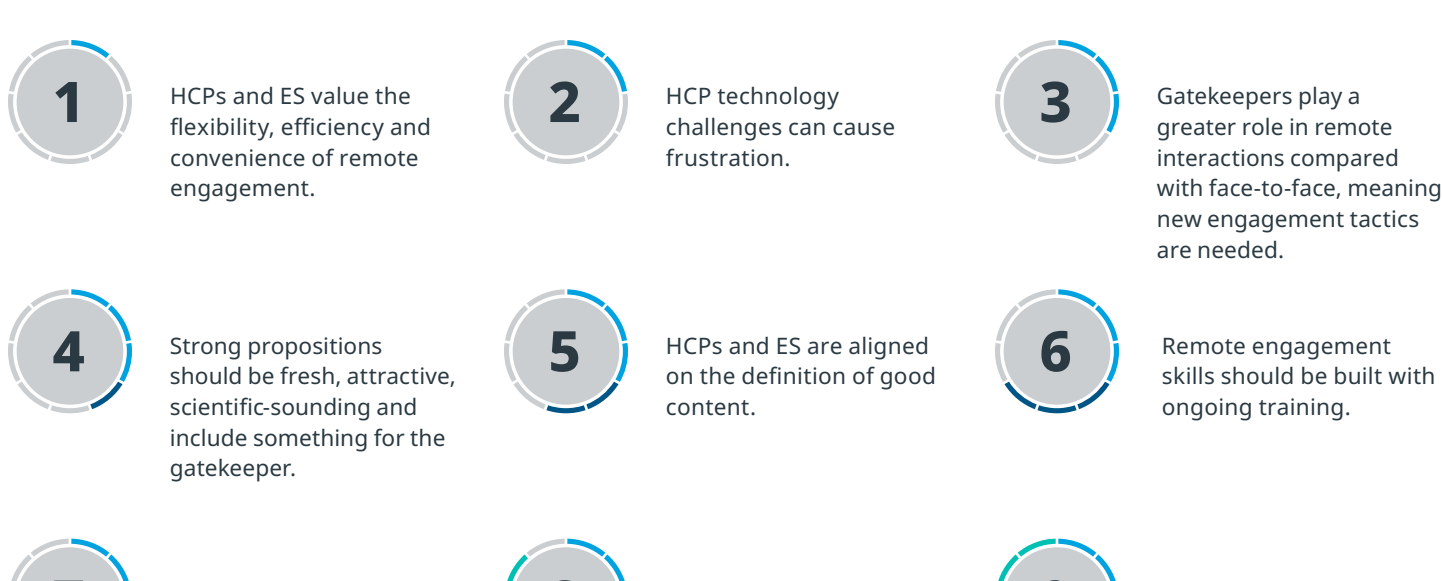 1
HCPs and ES value the
flexibility, efficiency and
convenience of remote
engagement.
2
HCP technology
challenges can cause
frustration.
3
Gatekeepers play a
greater role in remote
interactions compared
with face-to-face, meaning
new engagement tactics
are needed.
4
Strong propositions
should be fresh, attractive,
scientific-sounding and
include something for the
gatekeeper.
5
HCPs and ES are aligned
on the definition of good
content.
6
Remote engagement
skills should be built with
ongoing training.